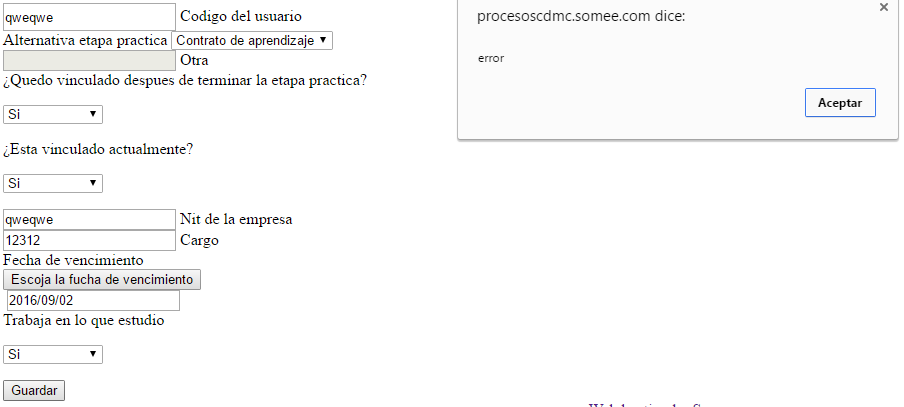 qweqwe Codigo del usuario
Alternativa etapa practica Contrato de aprendizaje
Otra
¿Quedo vinculado despues de terminar la etapa practica?
Si
¿Esta vinculado actualmente?
Si
qweqwe Nit de la empresa
12312 Cargo
Fecha de vencimiento
Escoja la fucha de vencimiento
2016/09/02
Trabaja en lo que estudio
Si
Guardar
procesoscdmc.somee.com dice:
error
Aceptar